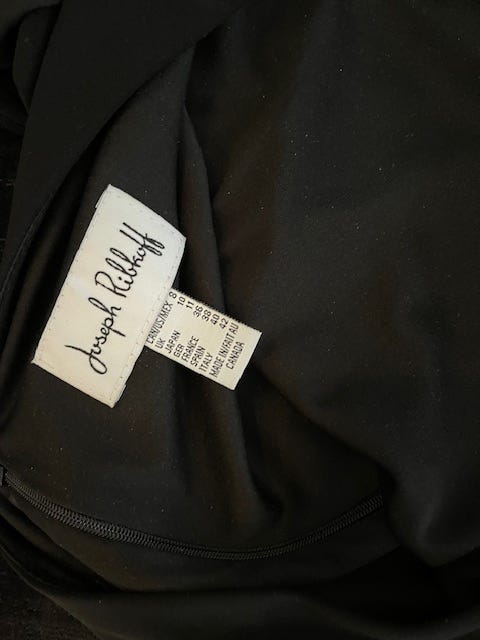 Joseph Ribkoff
CAN/US/MEX 8
UK 10
JAPAN 11
GER 36
FRANCE 38
SPAIN 40
ITALY 42
MADE IN/FAIT AU
CANADA